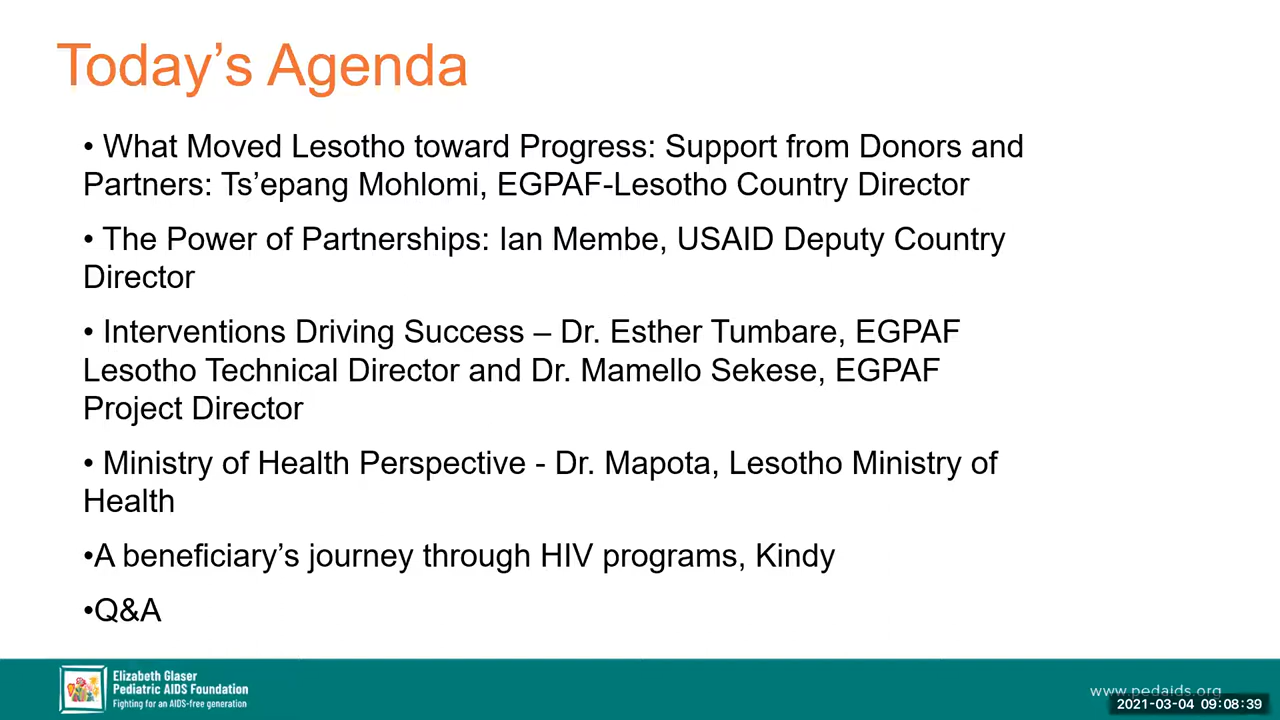 Today’s Agenda
• What Moved Lesotho toward Progress: Support from Donors and
Partners: Ts’epang Mohlomi, EGPAF-Lesotho Country Director
• The Power of Partnerships: Ian Membe, USAID Deputy Country
Director
• Interventions Driving Success – Dr. Esther Tumbare, EGPAF
Lesotho Technical Director and Dr. Mamello Sekese, EGPAF
Project Director
• Ministry of Health Perspective - Dr. Mapota, Lesotho Ministry of
Health
•A beneficiary’s journey through HIV programs, Kindy
•Q&A
Elizabeth Glaser
Pediatric AIDS Foundation
Fighting for an AIDS-free generation
www.pedaids.org
2021-03-04 09:08:39